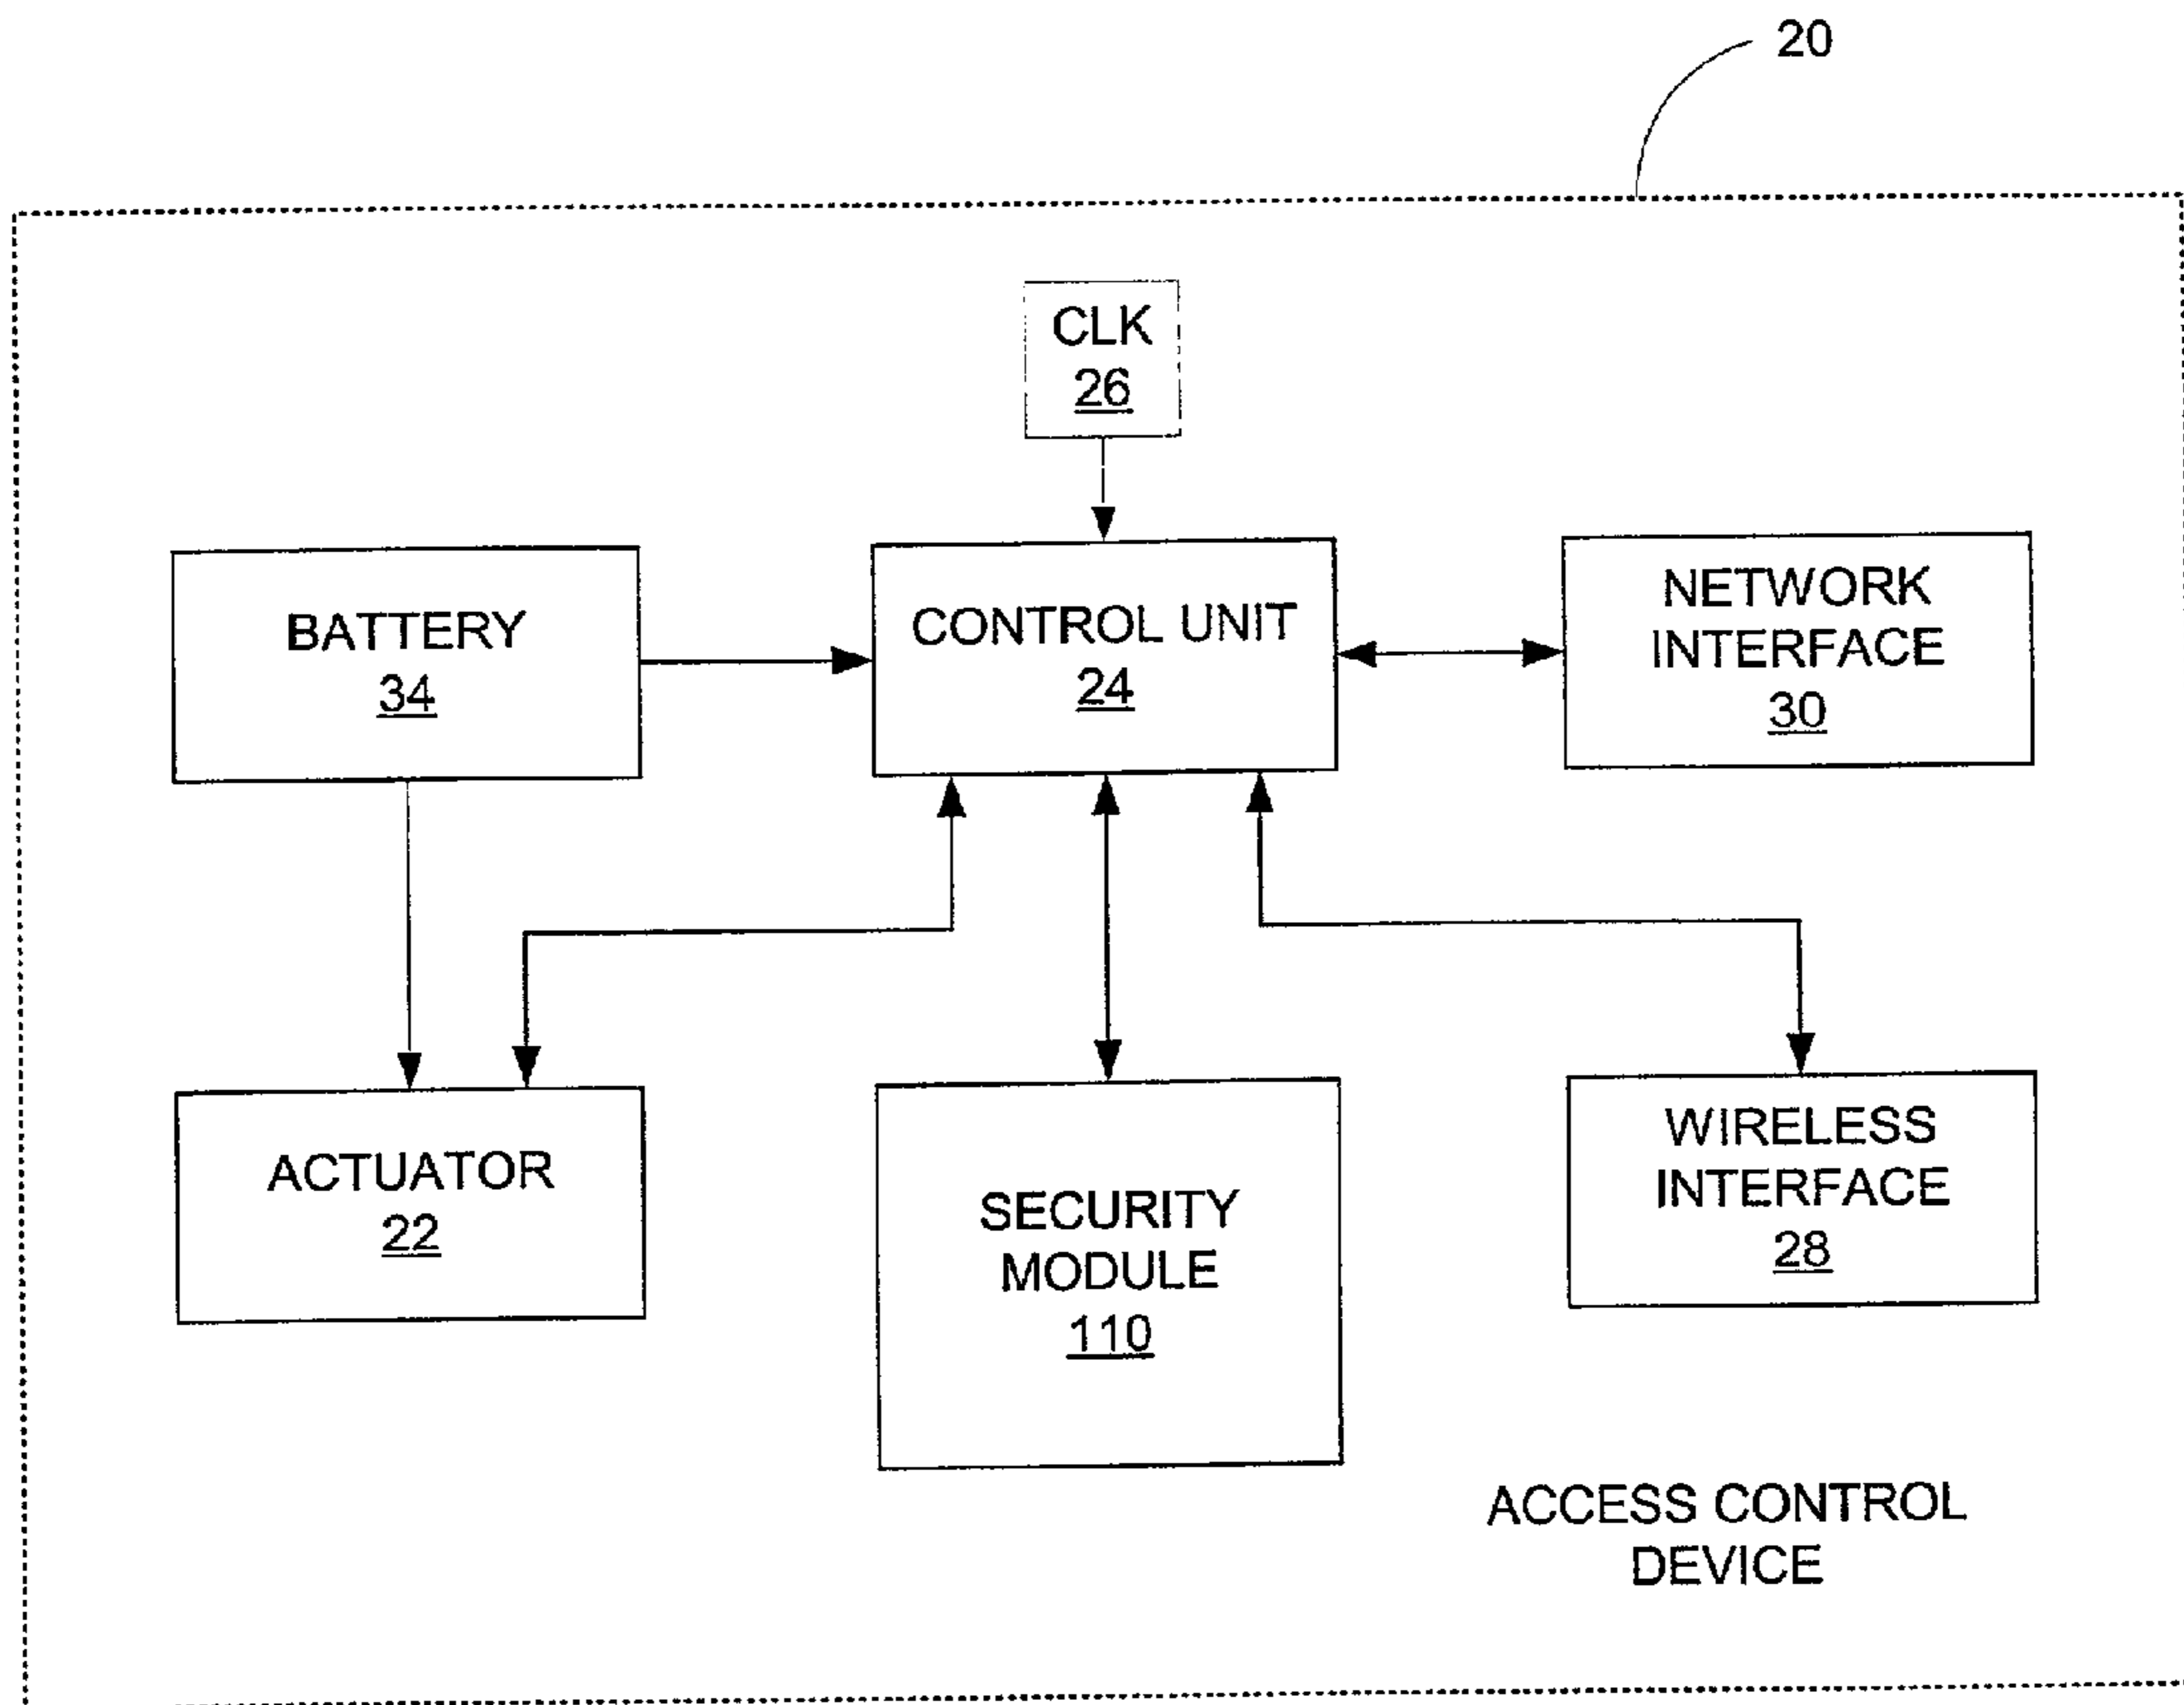 20
CLK
26
BATTERY
34
CONTROL UNIT
24
NETWORK
INTERFACE
30
ACTUATOR
22
SECURITY
MODULE
110
WIRELESS
INTERFACE
28
ACCESS CONTROL
DEVICE